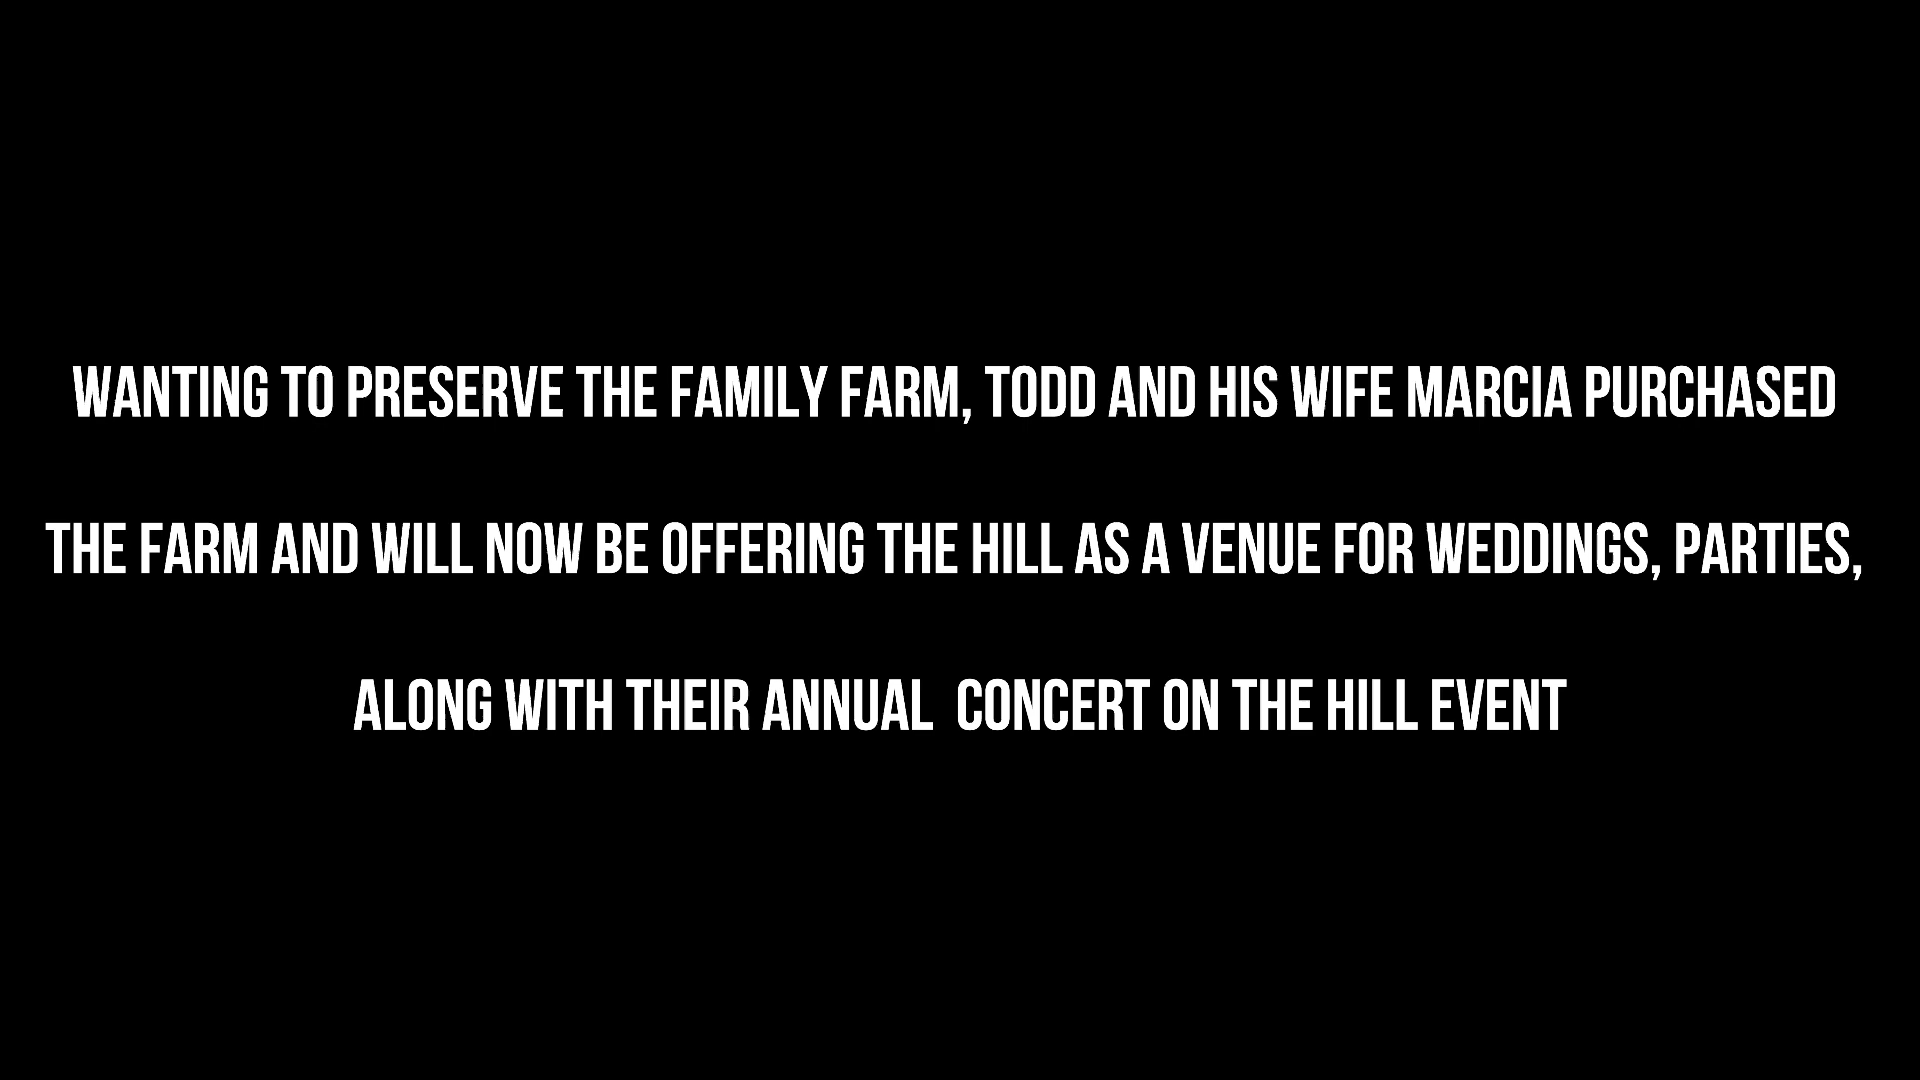 WANTING TO PRESERVE THE FAMILY FARM, TODD AND HIS WIFE MARCIA PURCHASED
THE FARM AND WILL NOW BE OFFERING THE HILL AS A VENUE FOR WEDDINGS, PARTIES,
ALONG WITH THEIR ANNUAL  CONCERT ON THE HILL EVENT